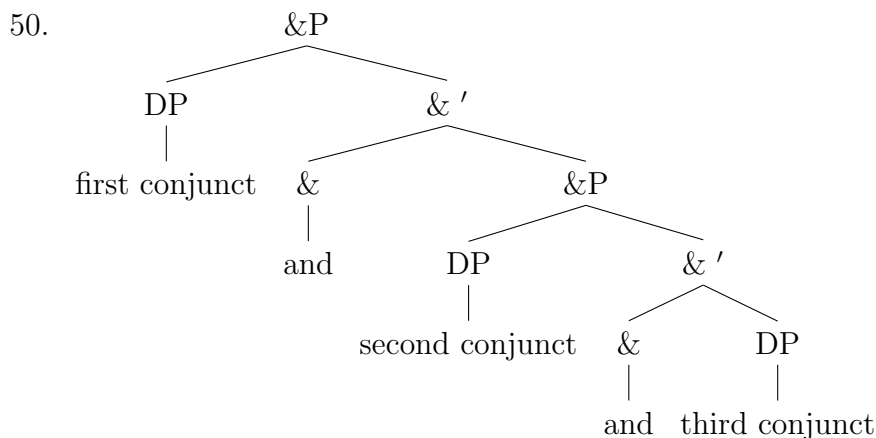 50. &P
DP & ′
first conjunct & &P
and DP & ′
second conjunct & DP
and third conjunct